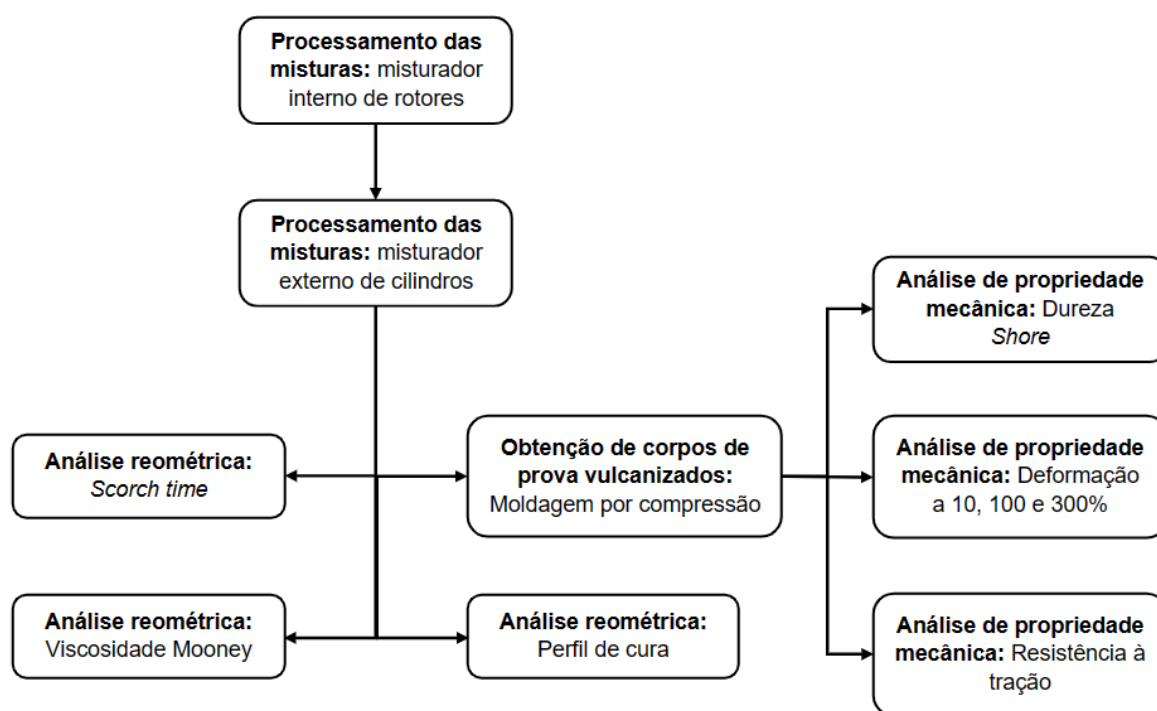 Processamento das
misturas: misturador
interno de rotores
Processamento das
misturas: misturador
externo de cilindros
Análise de propriedade
mecânica: Dureza
Shore
Análise reométrica:
Scorch time
Obtenção de corpos de
prova vulcanizados:
Moldagem por compressão
Análise de propriedade
mecânica: Deformação
a 10, 100 e 300%
Análise reométrica:
Viscosidade Mooney
Análise reométrica:
Perfil de cura
Análise de propriedade
mecânica: Resistência à
tração